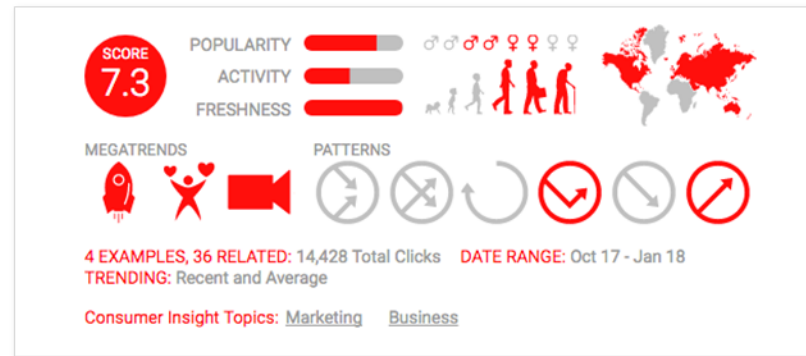 SCORE
7.3
POPULARITY
ACTIVITY
FRESHNESS
MEGATRENDS
PATTERNS
4 EXAMPLES, 36 RELATED: 14,428 Total Clicks DATE RANGE: Oct 17 - Jan 18
TRENDING: Recent and Average
Consumer Insight Topics: Marketing Business